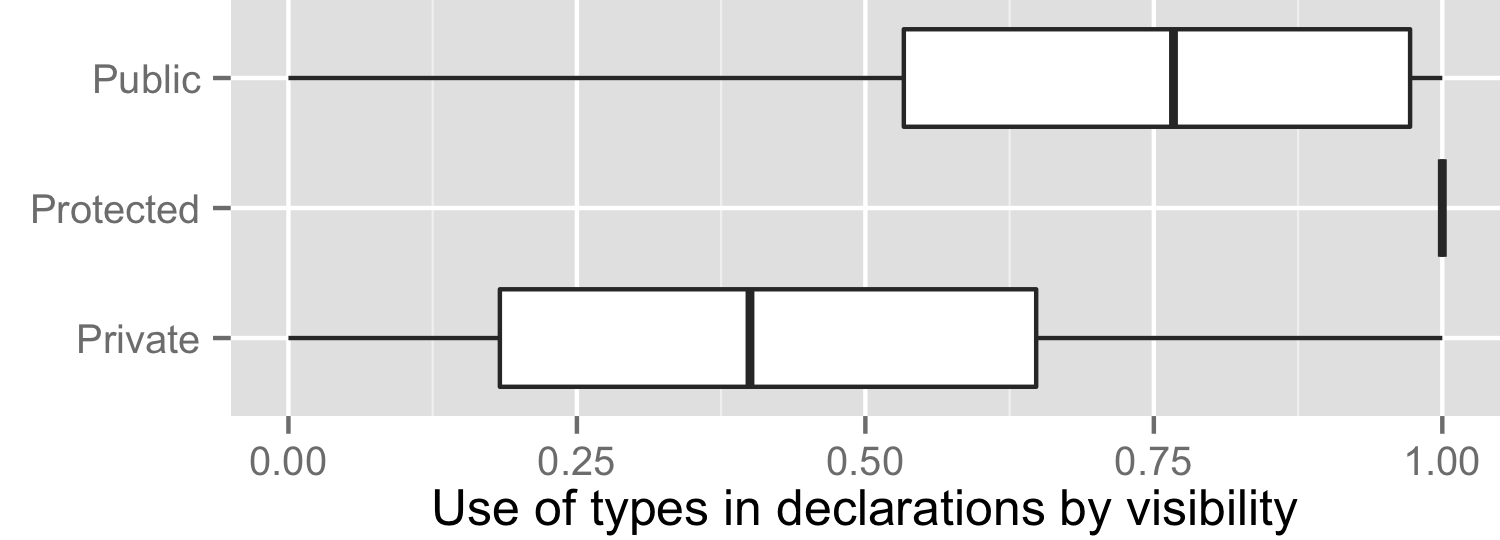 Public
Protected
Private
0.00 0.25 0.50 0.75 1.00
Use of types in declarations by visibility